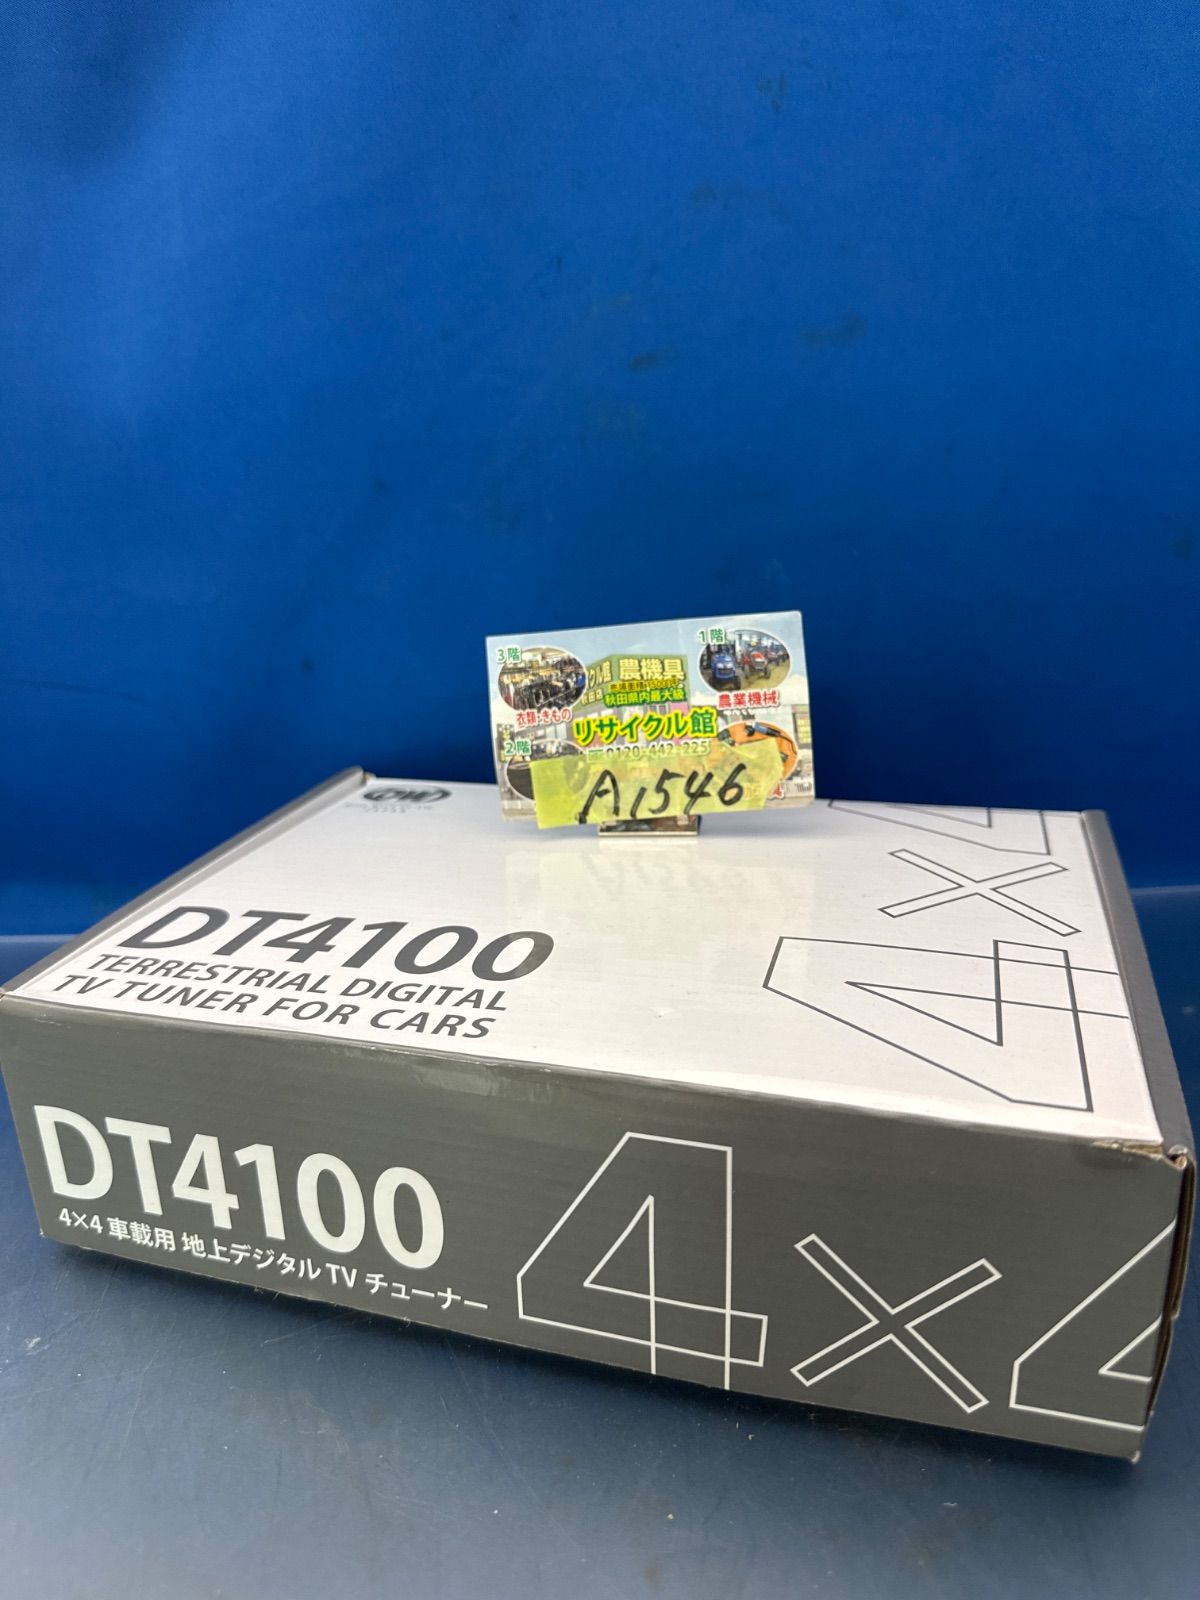 3階
1階
ル館
農機具
秋田県内最大級
衣類・きもの
農業機械
リサイクル館
2階
0120-442-225
A1546
4×4
DT4100
TERRESTRIAL DIGITAL
TV TUNER FOR CARS
DT4100
4×4 車載用 地上デジタル TV チューナー
4×4